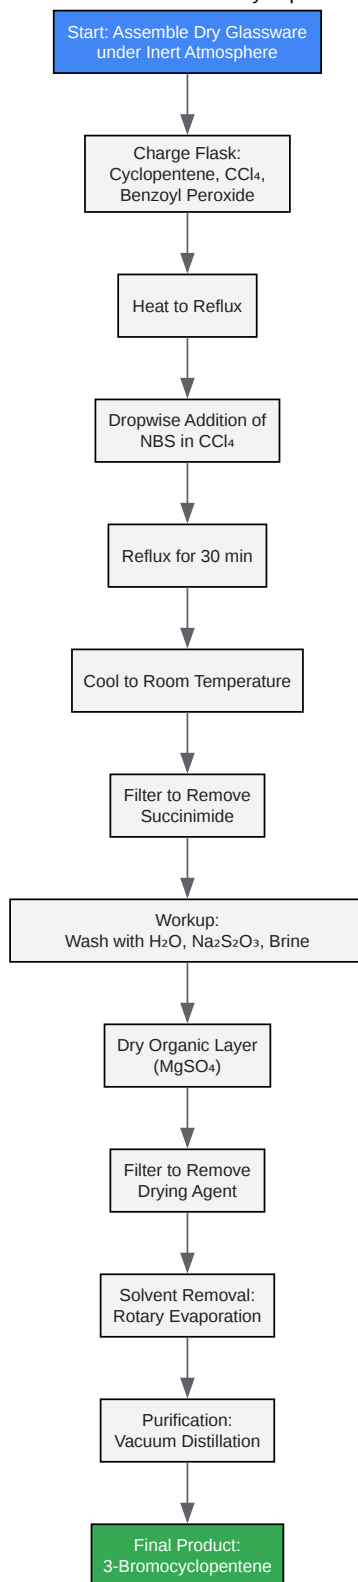 Start: Assemble Dry Glassware
under Inert Atmosphere
Charge Flask:
Cyclopentene, CCl₄,
Benzoyl Peroxide
Heat to Reflux
Dropwise Addition of
NBS in CCl₄
Reflux for 30 min
Cool to Room Temperature
Filter to Remove
Succinimide
Workup:
Wash with H₂O, Na₂S₂O₃, Brine
Dry Organic Layer
(MgSO₄)
Filter to Remove
Drying Agent
Solvent Removal:
Rotary Evaporation
Purification:
Vacuum Distillation
Final Product:
3-Bromocyclopentene